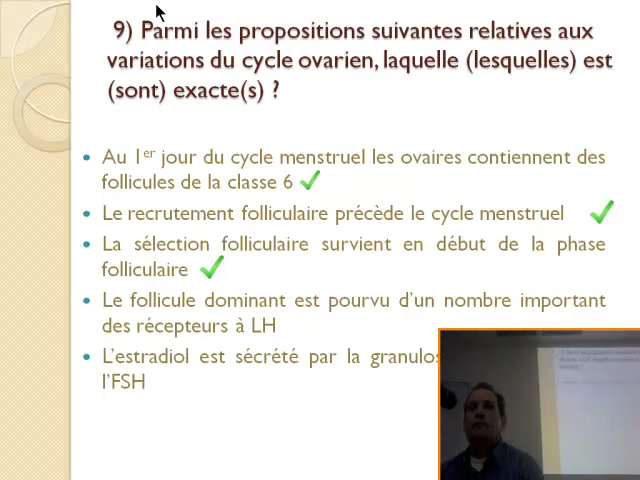 9) Parmi les propositions suivantes relatives aux
variations du cycle ovarien, laquelle (lesquelles) est
(sont) exacte(s) ?
Au 1er jour du cycle menstruel les ovaires contiennent des
follicules de la classe 6
Le recrutement folliculaire précède le cycle menstruel
La sélection folliculaire survient en début de la phase
folliculaire
Le follicule dominant est pourvu d'un nombre important
des récepteurs à LH
L'estradiol est sécrété par la
l'FSH